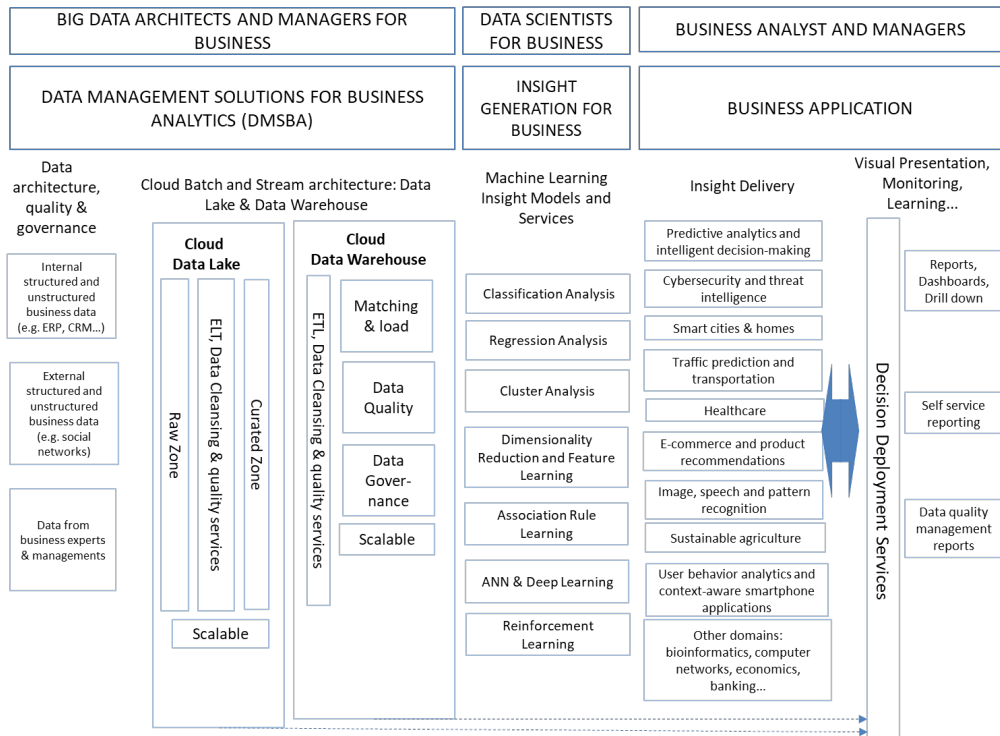 BIG DATA ARCHITECTS AND MANAGERS FOR
BUSINESS
DATA SCIENTISTS
FOR BUSINESS
BUSINESS ANALYST AND MANAGERS
DATA MANAGEMENT SOLUTIONS FOR BUSINESS
ANALYTICS (DMSBA)
INSIGHT
GENERATION FOR
BUSINESS
BUSINESS APPLICATION
Data
architecture,
quality &
governance
Internal
structured and
unstructured
business data
(e.g. ERP, CRM...)
External
structured and
unstructured
business data
(e.g. social
networks)
Data from
business experts
& managements
Cloud Batch and Stream architecture: Data
Lake & Data Warehouse
Cloud
Data Lake
Raw Zone
ELT, Data Cleansing & quality services
Curated Zone
Scalable
Cloud
Data Warehouse
ETL, Data Cleansing & quality services
Matching
& load
Data
Quality
Data
Gover-
nance
Scalable
Machine Learning
Insight Models and
Services
Classification Analysis
Regression Analysis
Cluster Analysis
Dimensionality
Reduction and Feature
Learning
Association Rule
Learning
ANN & Deep Learning
Reinforcement
Learning
Insight Delivery
Predictive analytics and
intelligent decision-making
Cybersecurity and threat
intelligence
Smart cities & homes
Traffic prediction and
transportation
Healthcare
E-commerce and product
recommendations
Image, speech and pattern
recognition
Sustainable agriculture
User behavior analytics and
context-aware smartphone
applications
Other domains:
bioinformatics, computer
networks, economics,
banking...
Visual Presentation,
Monitoring,
Learning...
Decision Deployment Services
Reports,
Dashboards,
Drill down
Self service
reporting
Data quality
management
reports